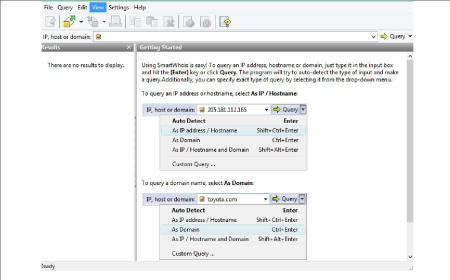 File Query Edit View Settings Help
IP, host or domain: Query
Results × Getting Started
There are no results to display.
Using SmartWhois is easy! To query an IP address, hostname or domain, just type it in the input box
and hit the [Enter] key or click Query. The program will try to auto-detect the type of input and make
a query.Additionally, you can specify exact type of query by selecting it from the drop-down menu.
To query an IP address or hostname, select As IP / Hostname:
IP, host or domain: 205.181.112.165 Query
Auto Detect Enter
As IP address / Hostname Shift+Ctrl+Enter
As Domain Ctrl+Enter
As IP / Hostname and Domain Shift+Alt+Enter
Custom Query ...
To query a domain name, select As Domain:
IP, host or domain: toyota.com Query
Auto Detect Enter
As IP address / Hostname Shift+Ctrl+Enter
As Domain Ctrl+Enter
As IP / Hostname and Domain Shift+Alt+Enter
Custom Query ...
Ready